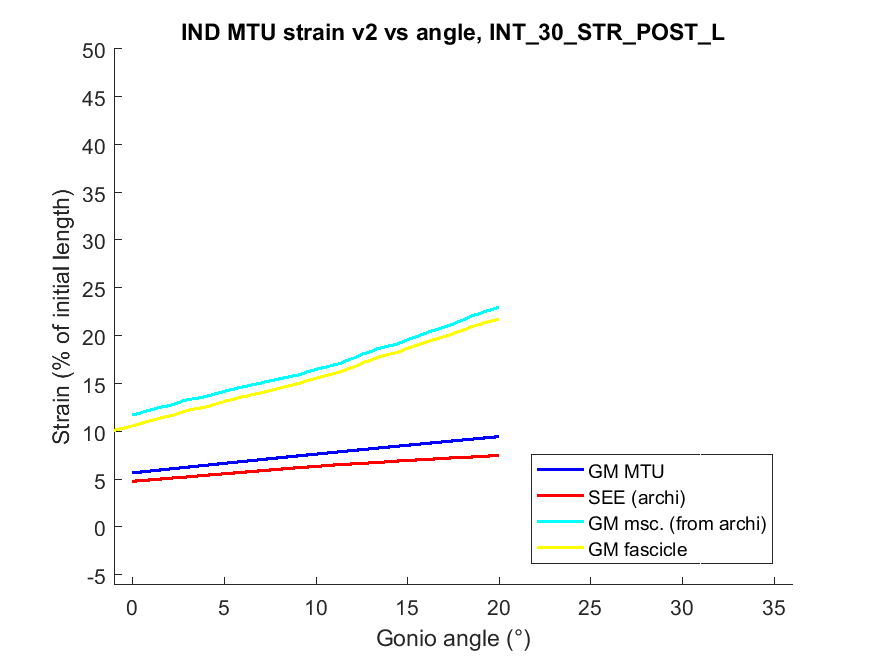 IND MTU strain v2 vs angle, INT_30_STR_POST_L
Strain (% of initial length)
50
45
40
35
30
25
20
15
10
5
0
-5
0 5 10 15 20 25 30 35
Gonio angle (°)
GM MTU
SEE (archi)
GM msc. (from archi)
GM fascicle